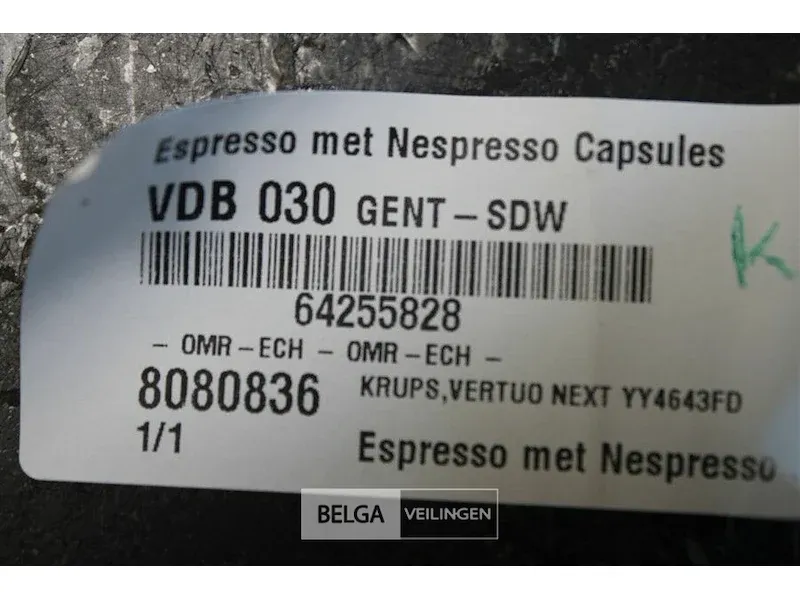 Espresso met Nespresso Capsules
VDB 030 GENT-SDW
K
64255828
- OMR-ECH - OMR-ECH -
8080836 KRUPS,VERTUO NEXT YY4643FD
1/1 Espresso met Nespresso
BELGA VEILINGEN